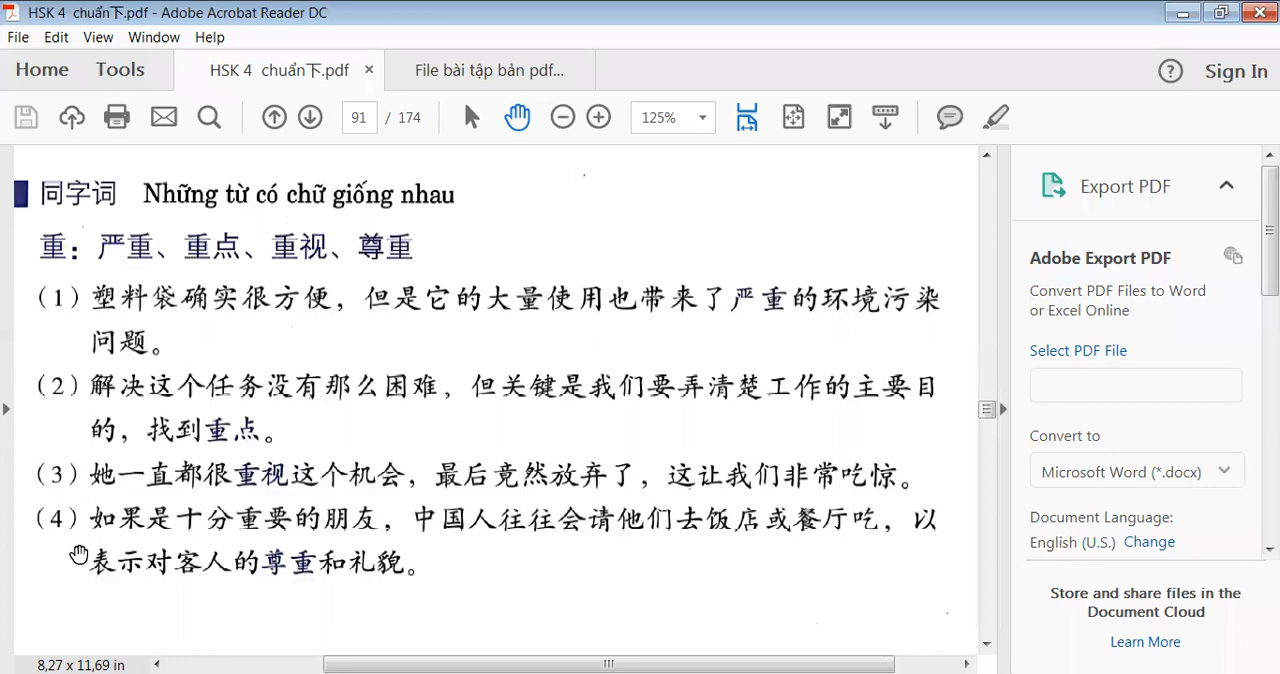 HSK 4 chuẩn下.pdf - Adobe Acrobat Reader DC
File Edit View Window Help
Home Tools HSK 4 chuẩn下.pdf × File bài tập bản pdf... ? Sign In
91 / 174 125%
同字词 Những từ có chữ giống nhau
重：严重、重点、重视、尊重
（1）塑料袋确实很方便，但是它的大量使用也带来了严重的环境污染
问题。
（2）解决这个任务没有那么困难，但关键是我们要弄清楚工作的主要目
的，找到重点。
（3）她一直都很重视这个机会，最后竟然放弃了，这让我们非常吃惊。
（4）如果是十分重要的朋友，中国人往往会请他们去饭店或餐厅吃，以
表示对客人的尊重和礼貌。
8,27 x 11,69 in
Export PDF
Adobe Export PDF
Convert PDF Files to Word
or Excel Online
Select PDF File
Convert to
Microsoft Word (*.docx)
Document Language:
English (U.S.) Change
Store and share files in the
Document Cloud
Learn More